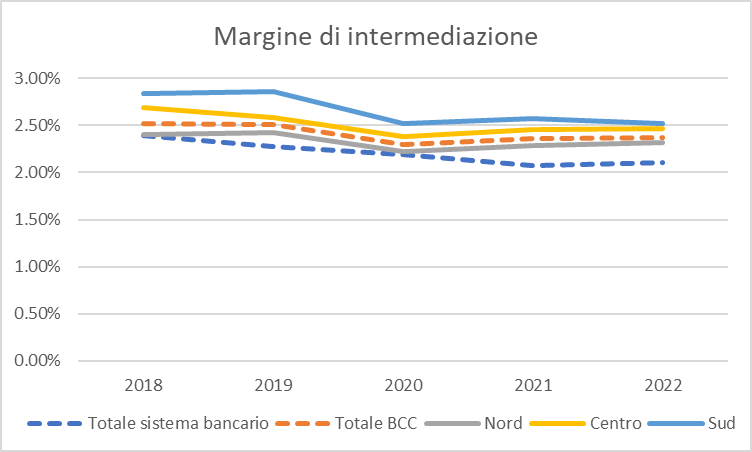 Margine di intermediazione
3.00%
2.50%
2.00%
1.50%
1.00%
0.50%
0.00%
2018 2019 2020 2021 2022
Totale sistema bancario Totale BCC Nord Centro Sud